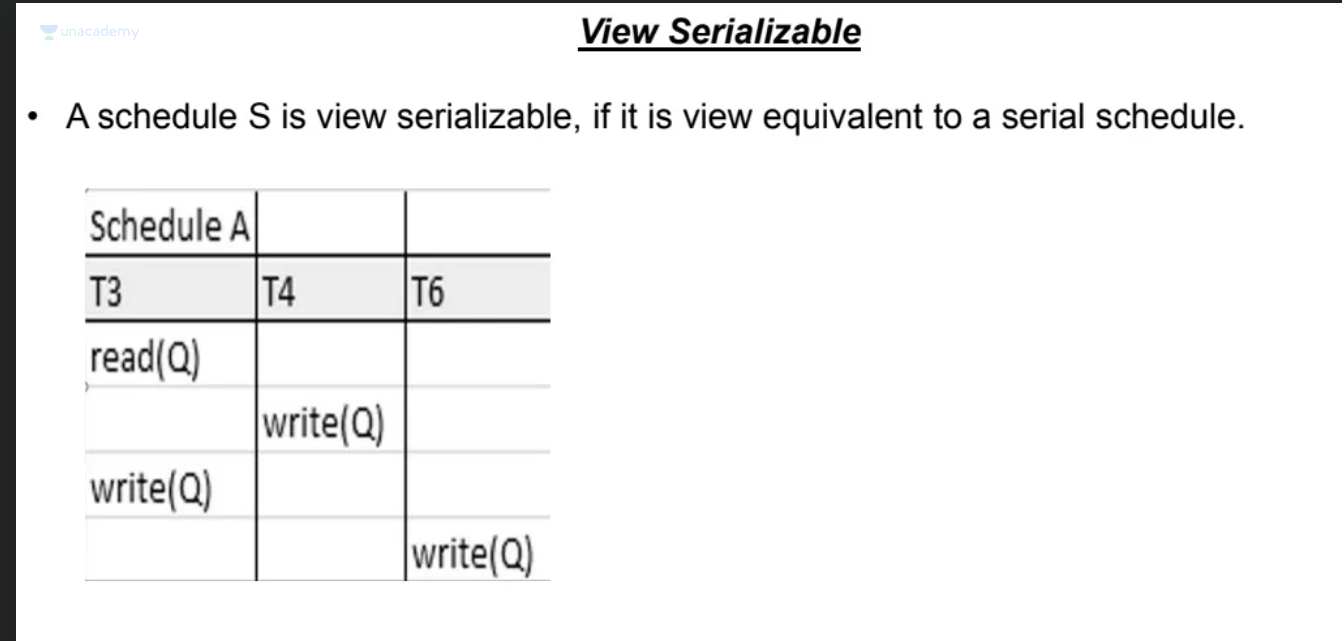 unacademy
View Serializable
• A schedule S is view serializable, if it is view equivalent to a serial schedule.
Schedule A
T3 T4 T6
read(Q)
write(Q)
write(Q)
write(Q)